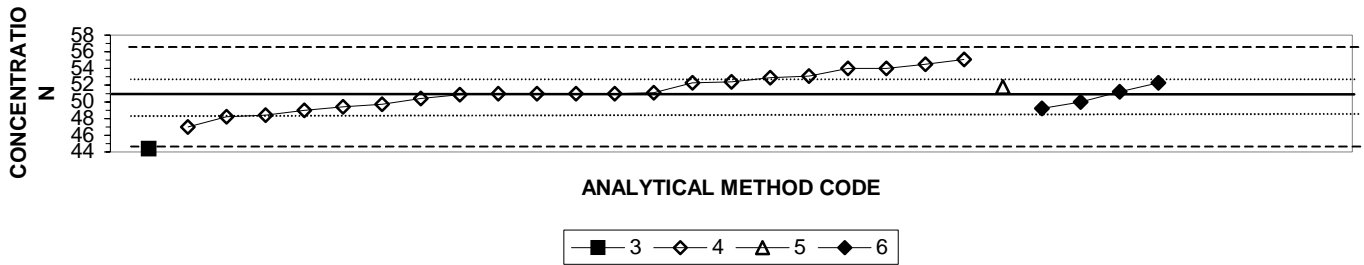 CONCENTRATIO
N
58
56
54
52
50
48
46
44
ANALYTICAL METHOD CODE
3 4 5 6